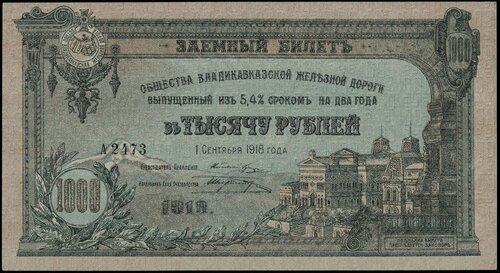 1000
ЗАЕМНЫЙ БИЛЕТЪ
ОБЩЕСТВА ВЛАДИКАВКАЗСКОЙ ЖЕЛѢЗНОЙ ДОРОГИ
ВЫПУЩЕННЫЙ ИЗЪ 5,4% СРОКОМЪ НА ДВА ГОДА
въ ТЫСЯЧУ РУБЛЕЙ
А 2473
1 СЕНТЯБРЯ 1918 ГОДА
1000
1918.